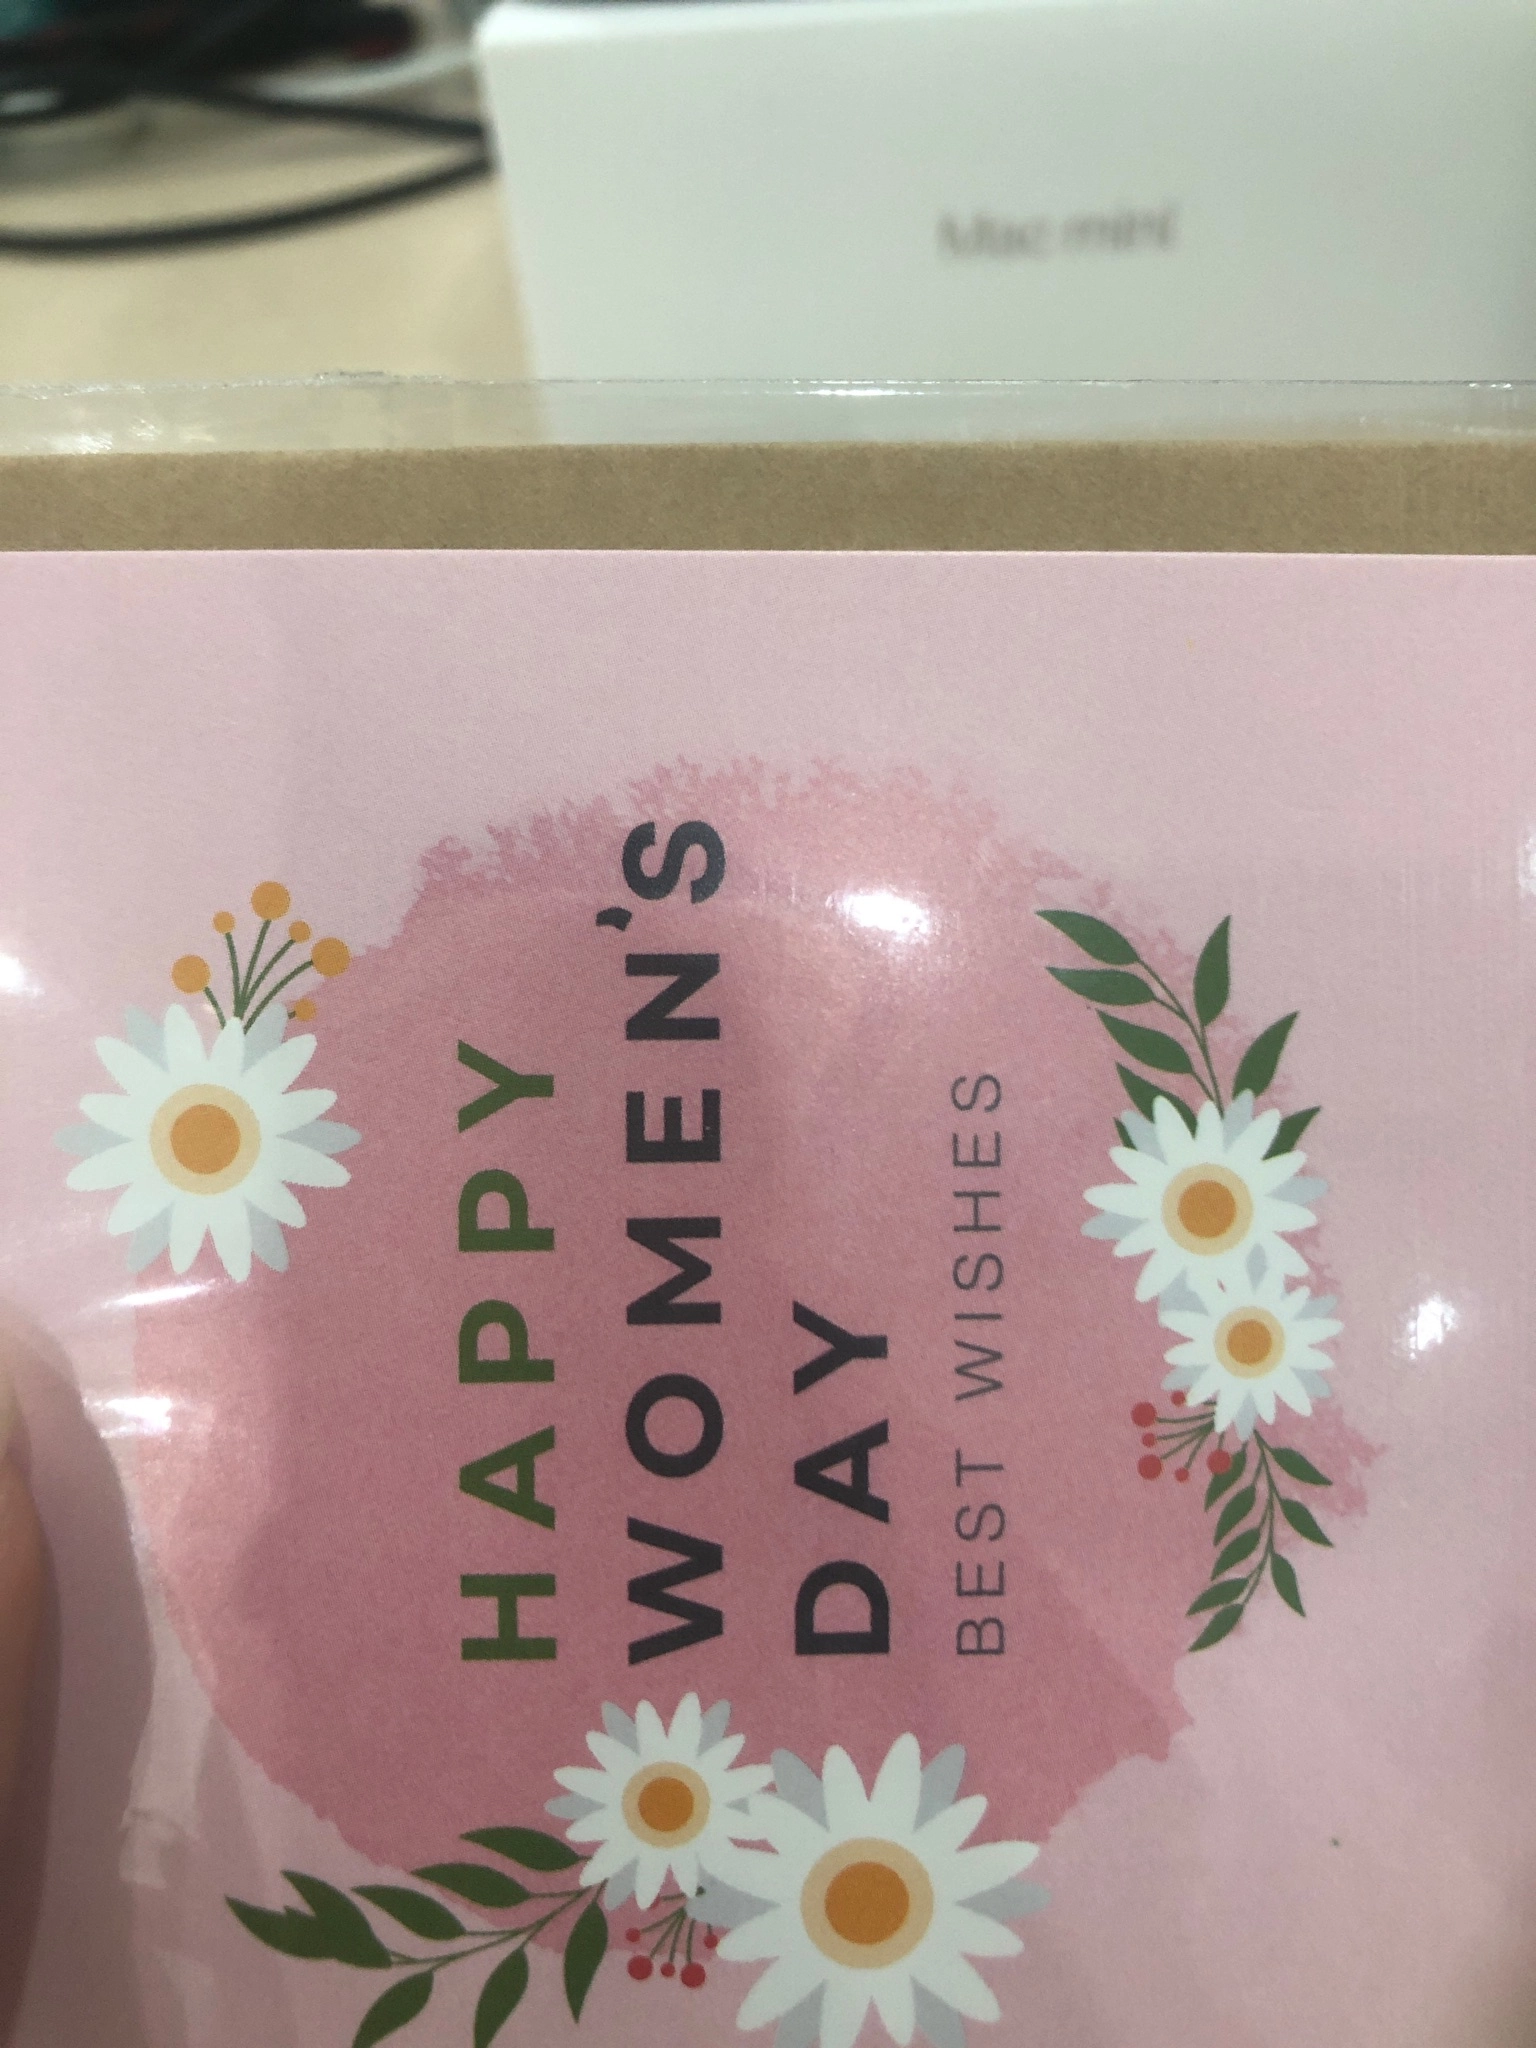 Mac mini
HAPPY
WOMEN'S
DAY
BEST WISHES